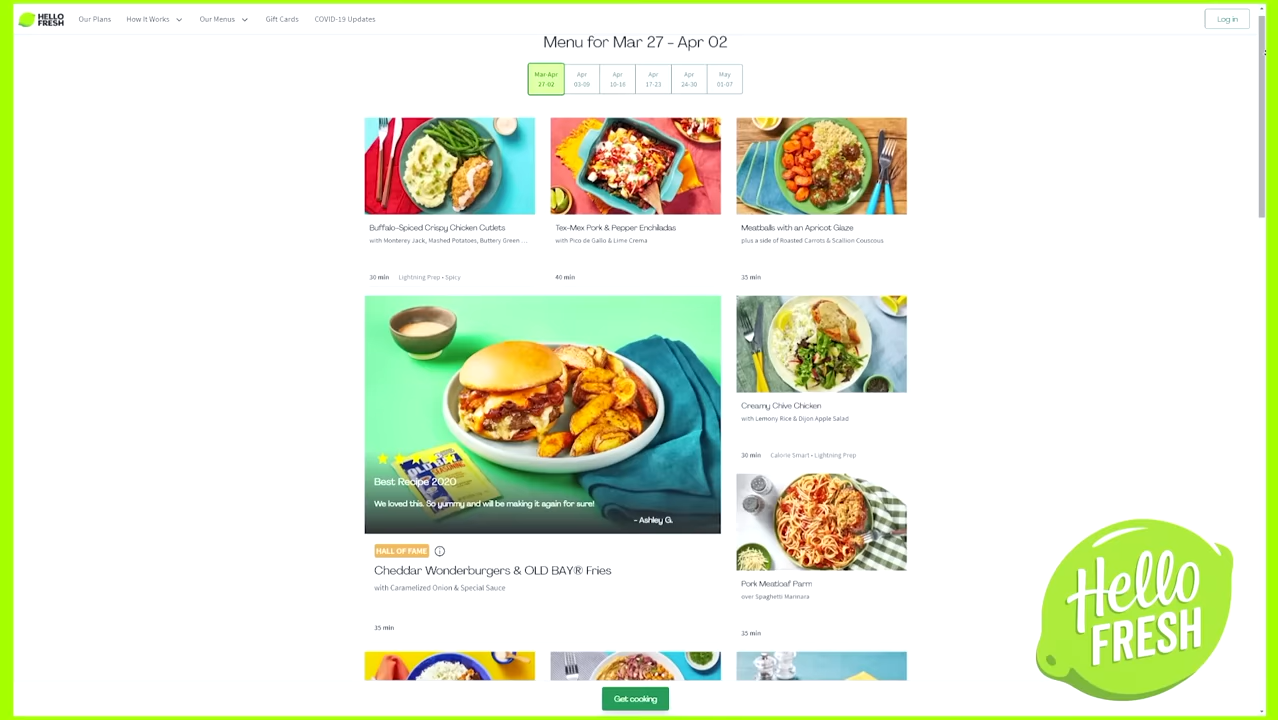 HELLO
FRESH
Our Plans
How It Works
Our Menus
Gift Cards
COVID-19 Updates
Log in
Menu for Mar 27 - Apr 02
Mar-Apr
27-02
Apr
03-09
Apr
10-16
Apr
17-23
Apr
24-30
May
01-07
Buffalo-Spiced Crispy Chicken Cutlets
with Monterey Jack, Mashed Potatoes, Buttery Green ...
30 min Lightning Prep • Spicy
Tex-Mex Pork & Pepper Enchiladas
with Pico de Gallo & Lime Crema
40 min
Meatballs with an Apricot Glaze
plus a side of Roasted Carrots & Scallion Couscous
35 min
OLD BAY
SEASONING
Best Recipe 2020
We loved this. So yummy and will be making it again for sure!
- Ashley G.
HALL OF FAME
Cheddar Wonderburgers & OLD BAY® Fries
with Caramelized Onion & Special Sauce
35 min
Creamy Chive Chicken
with Lemony Rice & Dijon Apple Salad
30 min Calorie Smart • Lightning Prep
Pork Meatloaf Parm
over Spaghetti Marinara
35 min
Get cooking
Hello
FRESH